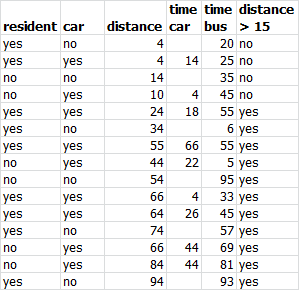 time time distance
resident car distance car bus > 15
yes no 4 20 no
yes yes 4 14 25 no
no no 14 35 no
no yes 10 4 45 no
yes yes 24 18 55 yes
yes no 34 6 yes
yes yes 55 66 55 yes
no yes 44 22 5 yes
no no 54 95 yes
yes yes 66 4 33 yes
yes yes 64 26 45 yes
yes no 74 57 yes
no yes 66 44 69 yes
no yes 84 44 81 yes
yes no 94 93 yes